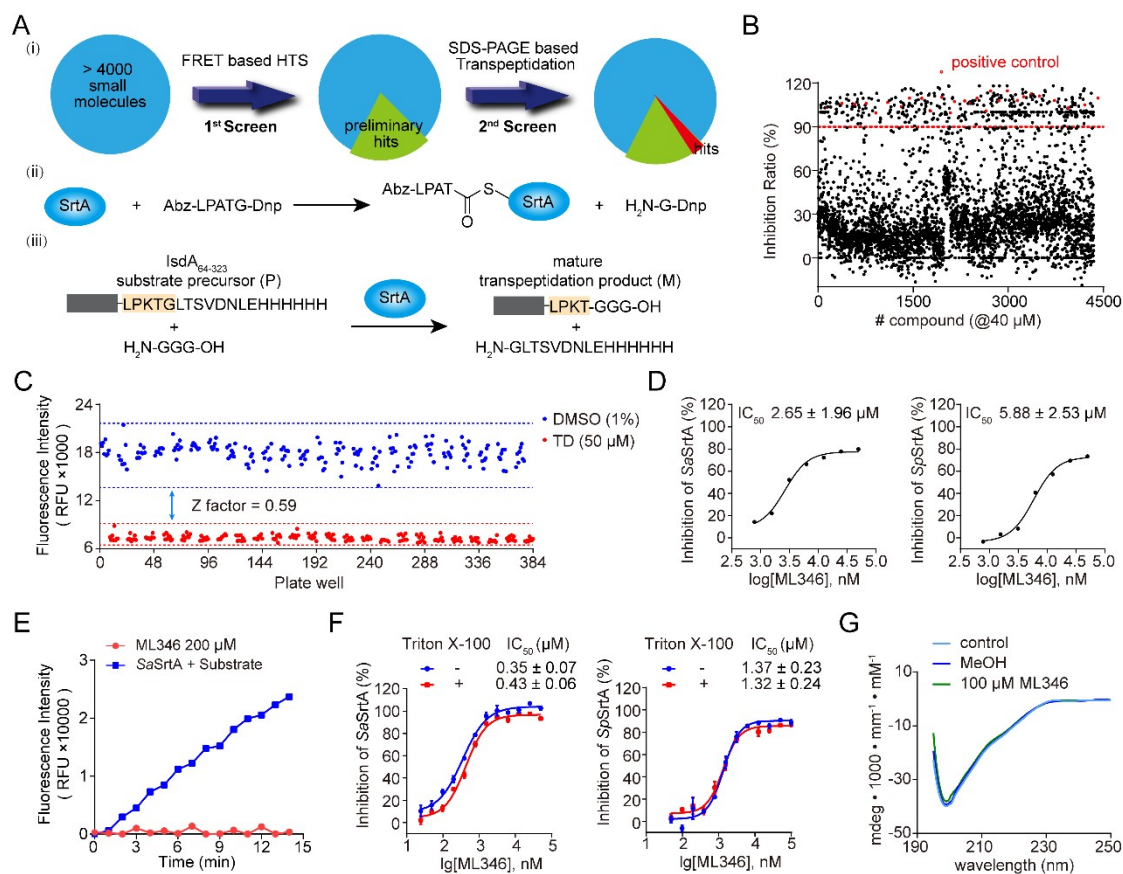 A
(i)
> 4000
small
molecules
FRET based HTS
1st Screen
preliminary
hits
SDS-PAGE based
Transpeptidation
2nd Screen
hits
(ii)
SrtA
+
Abz-LPATG-Dnp
Abz-LPAT
S
O
SrtA
+
H2N-G-Dnp
(iii)
IsdA64-323
substrate precursor (P)
LPKTGLTSVDNLEHHHHHH
+
H2N-GGG-OH
SrtA
mature
transpeptidation product (M)
LPKT-GGG-OH
+
H2N-GLTSVDNLEHHHHHH
B
positive control
Inhibition Ratio (%)
120
90
60
30
0
0 1500 3000 4500
# compound (@40 μM)
C
Fluorescence Intensity
( RFU ×1000)
24
18
12
6
Z factor = 0.59
DMSO (1%)
TD (50 μM)
0 48 96 144 192 240 288 336 384
Plate well
D
Inhibition of SaSrtA (%)
120
100
80
60
40
20
0
IC50 2.65 ± 1.96 μM
2.5 3.0 3.5 4.0 4.5 5.0
log[ML346], nM
Inhibition of SpSrtA (%)
120
100
80
60
40
20
0
IC50 5.88 ± 2.53 μM
2.5 3.0 3.5 4.0 4.5 5.0
log[ML346], nM
E
ML346 200 μM
SaSrtA + Substrate
Fluorescence Intensity
( RFU ×10000)
3
2
1
0
0 3 6 9 12 15
Time (min)
F
Triton X-100 IC50 (μM)
- 0.35 ± 0.07
+ 0.43 ± 0.06
Inhibition of SaSrtA (%)
120
100
80
60
40
20
0
1 2 3 4 5
lg[ML346], nM
Triton X-100 IC50 (μM)
- 1.37 ± 0.23
+ 1.32 ± 0.24
Inhibition of SpSrtA (%)
120
100
80
60
40
20
0
1 2 3 4 5
lg[ML346], nM
G
control
MeOH
100 μM ML346
mdeg • 1000 • mm-1 • mM-1
10
-10
-30
-50
190 210 230 250
wavelength (nm)